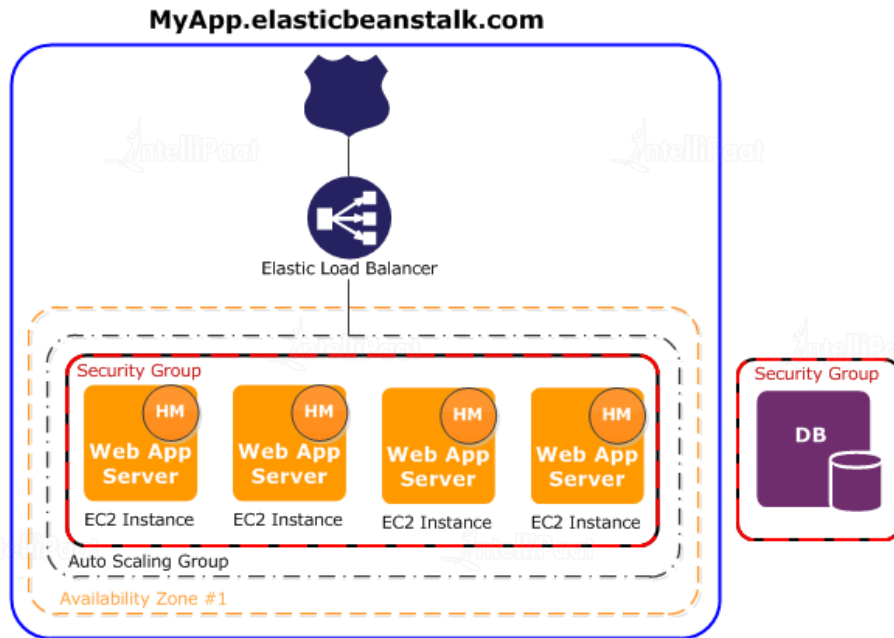 MyApp.elasticbeanstalk.com
IntelliPaat
IntelliPaat
Elastic Load Balancer
Security Group
HM
HM
HM
HM
Web App
Server
Web App
Server
Web App
Server
Web App
Server
EC2 Instance
EC2 Instance
EC2 Instance
EC2 Instance
Auto Scaling Group
Availability Zone #1
Security Group
DB